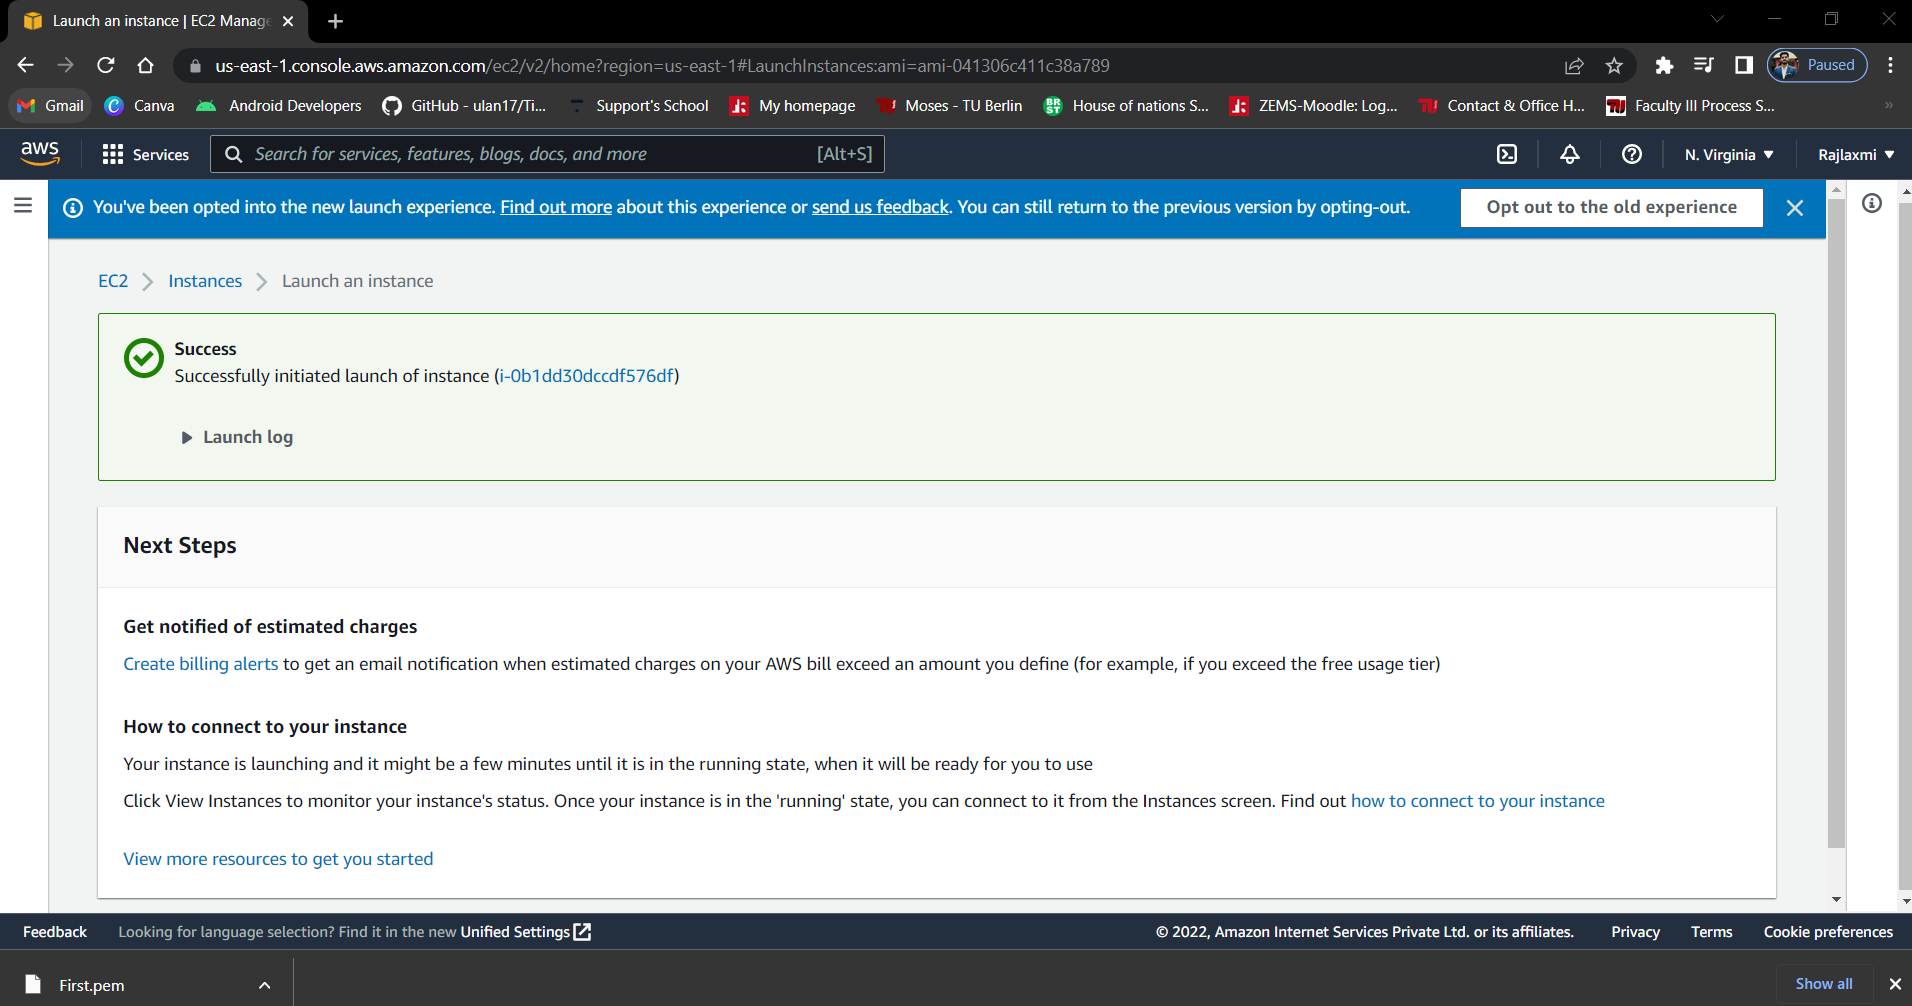 Launch an instance | EC2 Manage
us-east-1.console.aws.amazon.com/ec2/v2/home?region=us-east-1#LaunchInstances:ami=ami-041306c411c38a789
Paused
Gmail
Canva
Android Developers
GitHub - ulan17/Ti...
Support's School
My homepage
Moses - TU Berlin
House of nations S...
ZEMS-Moodle: Log...
Contact & Office H...
Faculty III Process S...
aws
Services
Search for services, features, blogs, docs, and more
[Alt+S]
N. Virginia
Rajlaxmi
You've been opted into the new launch experience. Find out more about this experience or send us feedback. You can still return to the previous version by opting-out.
Opt out to the old experience
EC2
Instances
Launch an instance
Success
Successfully initiated launch of instance (i-0b1dd30dccdf576df)
Launch log
Next Steps
Get notified of estimated charges
Create billing alerts to get an email notification when estimated charges on your AWS bill exceed an amount you define (for example, if you exceed the free usage tier)
How to connect to your instance
Your instance is launching and it might be a few minutes until it is in the running state, when it will be ready for you to use
Click View Instances to monitor your instance's status. Once your instance is in the 'running' state, you can connect to it from the Instances screen. Find out how to connect to your instance
View more resources to get you started
Feedback
Looking for language selection? Find it in the new Unified Settings
© 2022, Amazon Internet Services Private Ltd. or its affiliates.
Privacy
Terms
Cookie preferences
First.pem
Show all